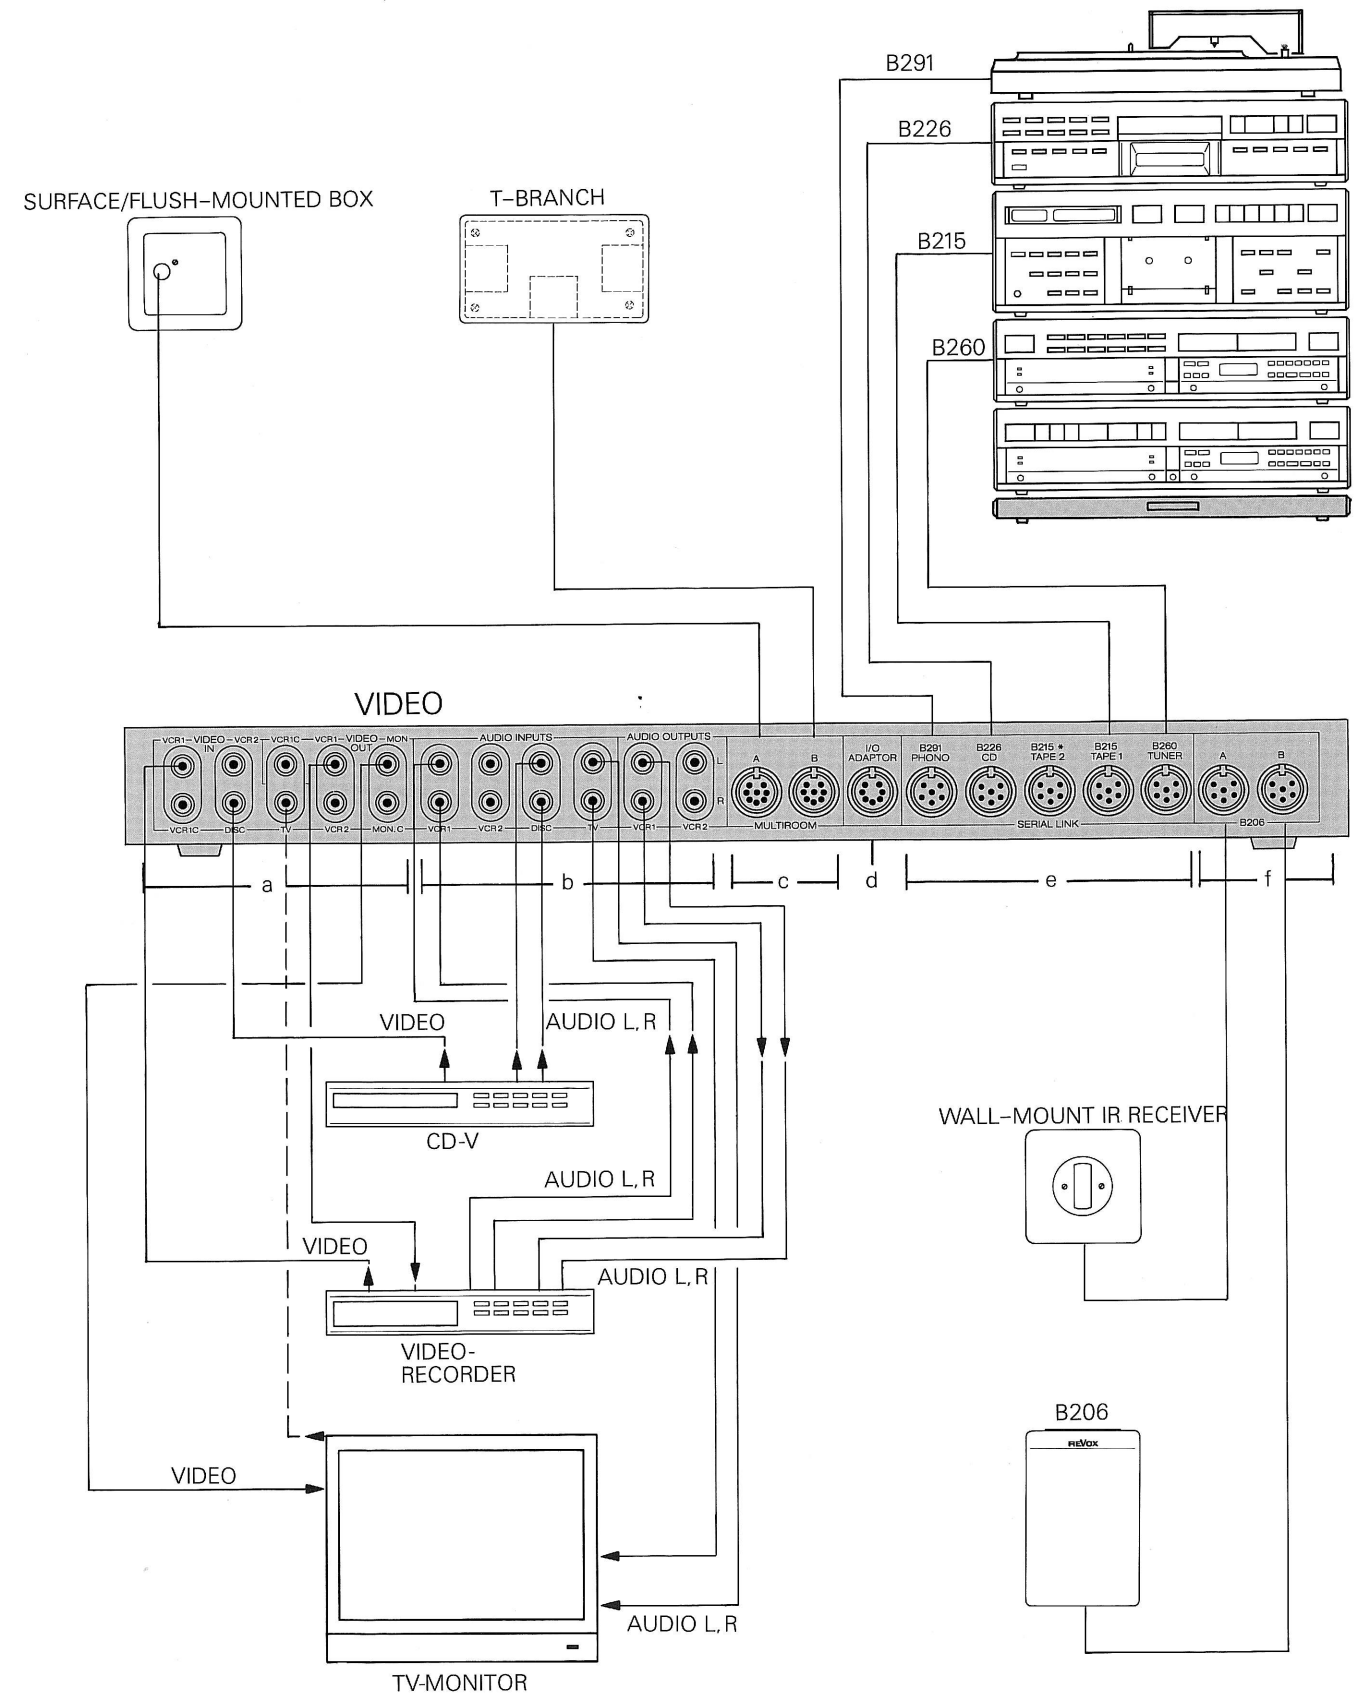 B291
B226
SURFACE/FLUSH-MOUNTED BOX
T-BRANCH
B215
B260
VIDEO
VCR1-VIDEO-VCR2
IN
VCR1C
VCR1-VIDEO-MON
OUT
AUDIO INPUTS
AUDIO OUTPUTS
L
R
A
B
I/O
ADAPTOR
B291
PHONO
B226
CD
B215 *
TAPE 2
B215
TAPE 1
B260
TUNER
A
B
VCR1C
DISC
TV
VCR2
MON.C
VCR1
VCR2
DISC
TV
VCR1
VCR2
MULTIROOM
SERIAL LINK
B206
a
b
c
d
e
f
VIDEO
AUDIO L, R
CD-V
WALL-MOUNT IR RECEIVER
AUDIO L, R
VIDEO
AUDIO L, R
VIDEO-
RECORDER
B206
REVOX
VIDEO
AUDIO L, R
TV-MONITOR